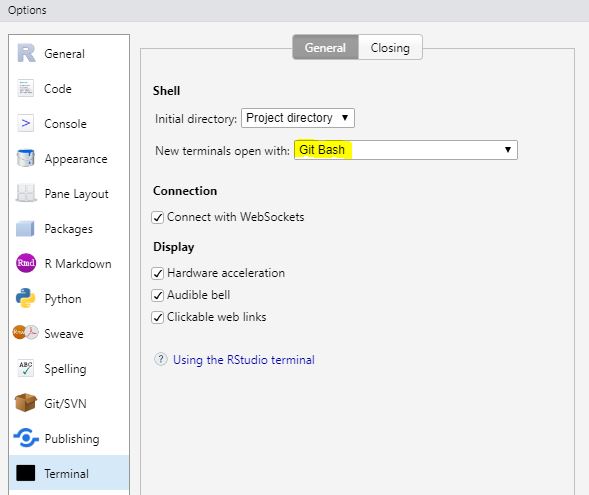 Options
General
Code
Console
Appearance
Pane Layout
Packages
Rmd
R Markdown
Python
Rnw
Sweave
ABC
Spelling
Git/SVN
Publishing
Terminal
General
Closing
Shell
Initial directory: Project directory
New terminals open with: Git Bash
Connection
Connect with WebSockets
Display
Hardware acceleration
Audible bell
Clickable web links
? Using the RStudio terminal